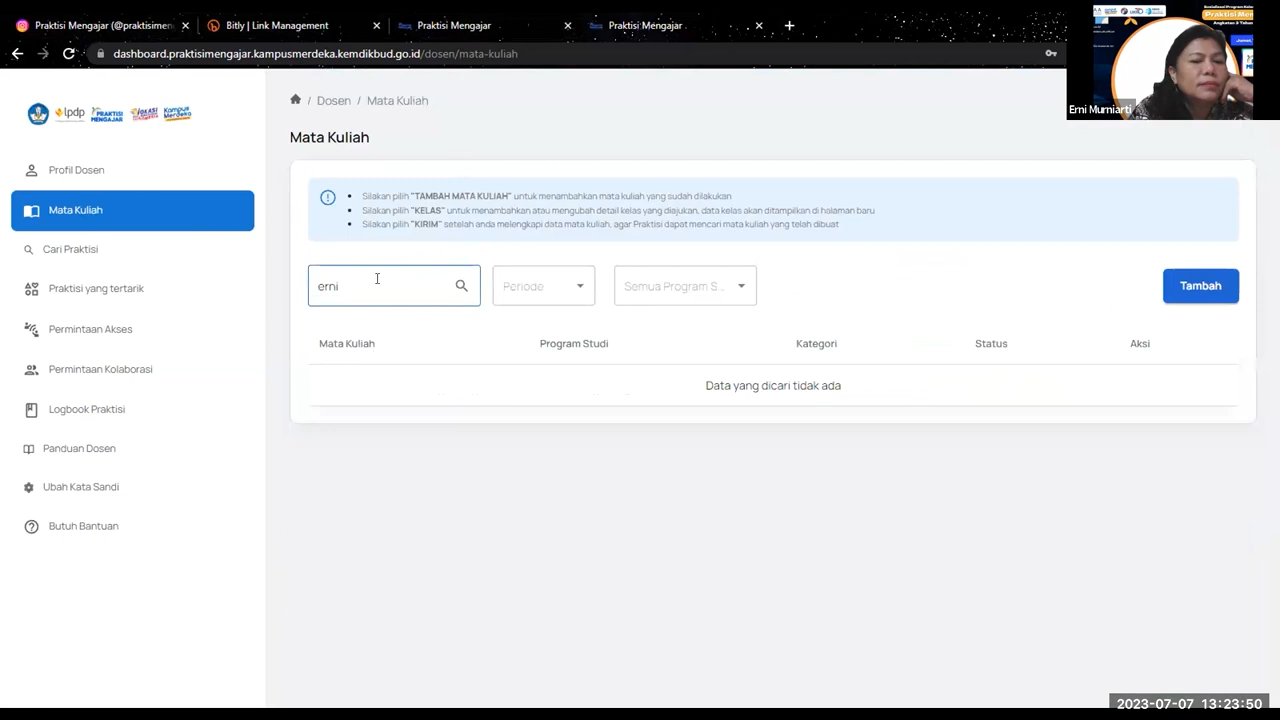 Praktisi Mengajar (@praktisimen
Bitly | Link Management
dashboard.praktisimengajar.kampusmerdeka.kemdikbud.go.id/dosen/mata-kuliah
Erni Murniarti
lpdp
PRAKTISI MENGAJAR
Kampus Merdeka
Dosen / Mata Kuliah
Mata Kuliah
Silakan pilih "TAMBAH MATA KULIAH" untuk menambahkan mata kuliah yang sudah dilakukan
Silakan pilih "KELAS" untuk menambahkan atau mengubah detail kelas yang diajukan, data kelas akan ditampilkan di halaman baru
Silakan pilih "KIRIM" setelah anda melengkapi data mata kuliah, agar Praktisi dapat mencari mata kuliah yang telah dibuat
erni
Periode
Semua Program S...
Tambah
Mata Kuliah
Program Studi
Kategori
Status
Aksi
Data yang dicari tidak ada
Profil Dosen
Mata Kuliah
Cari Praktisi
Praktisi yang tertarik
Permintaan Akses
Permintaan Kolaborasi
Logbook Praktisi
Panduan Dosen
Ubah Kata Sandi
Butuh Bantuan
2023-07-07 13:23:50